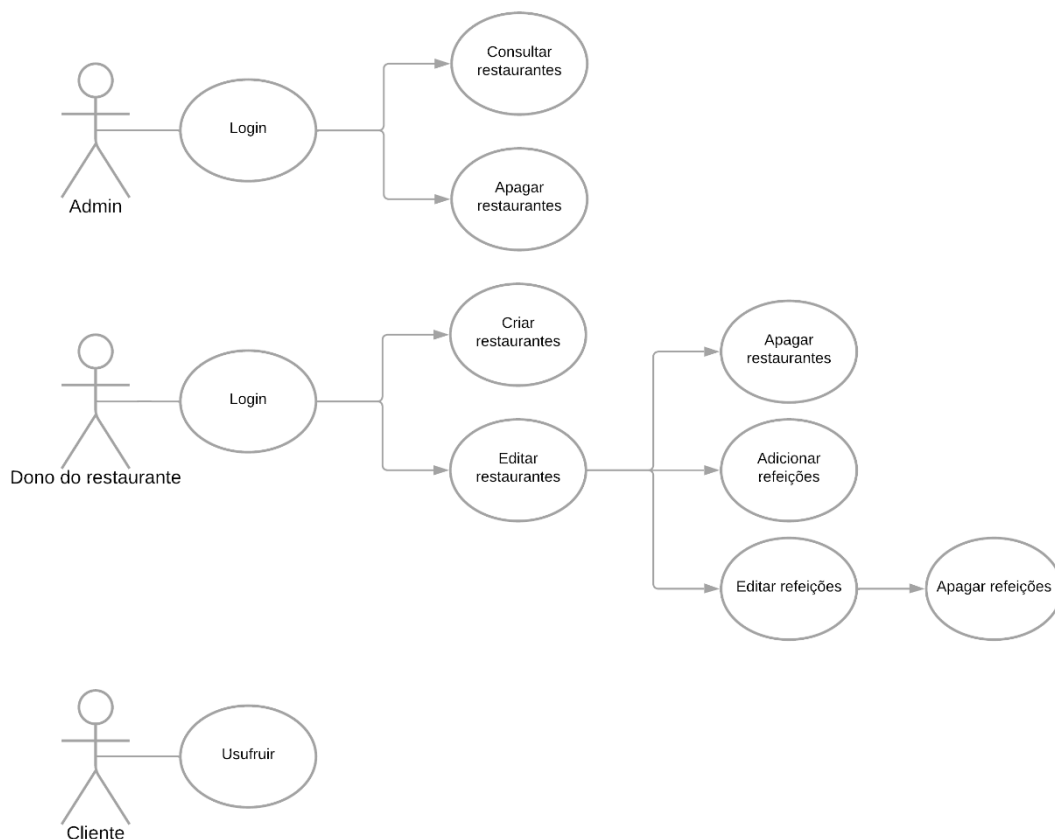 Consultar
restaurantes
Login
Apagar
restaurantes
Admin
Criar
restaurantes
Apagar
restaurantes
Login
Editar
restaurantes
Adicionar
refeições
Dono do restaurante
Editar refeições
Apagar refeições
Usufruir
Cliente